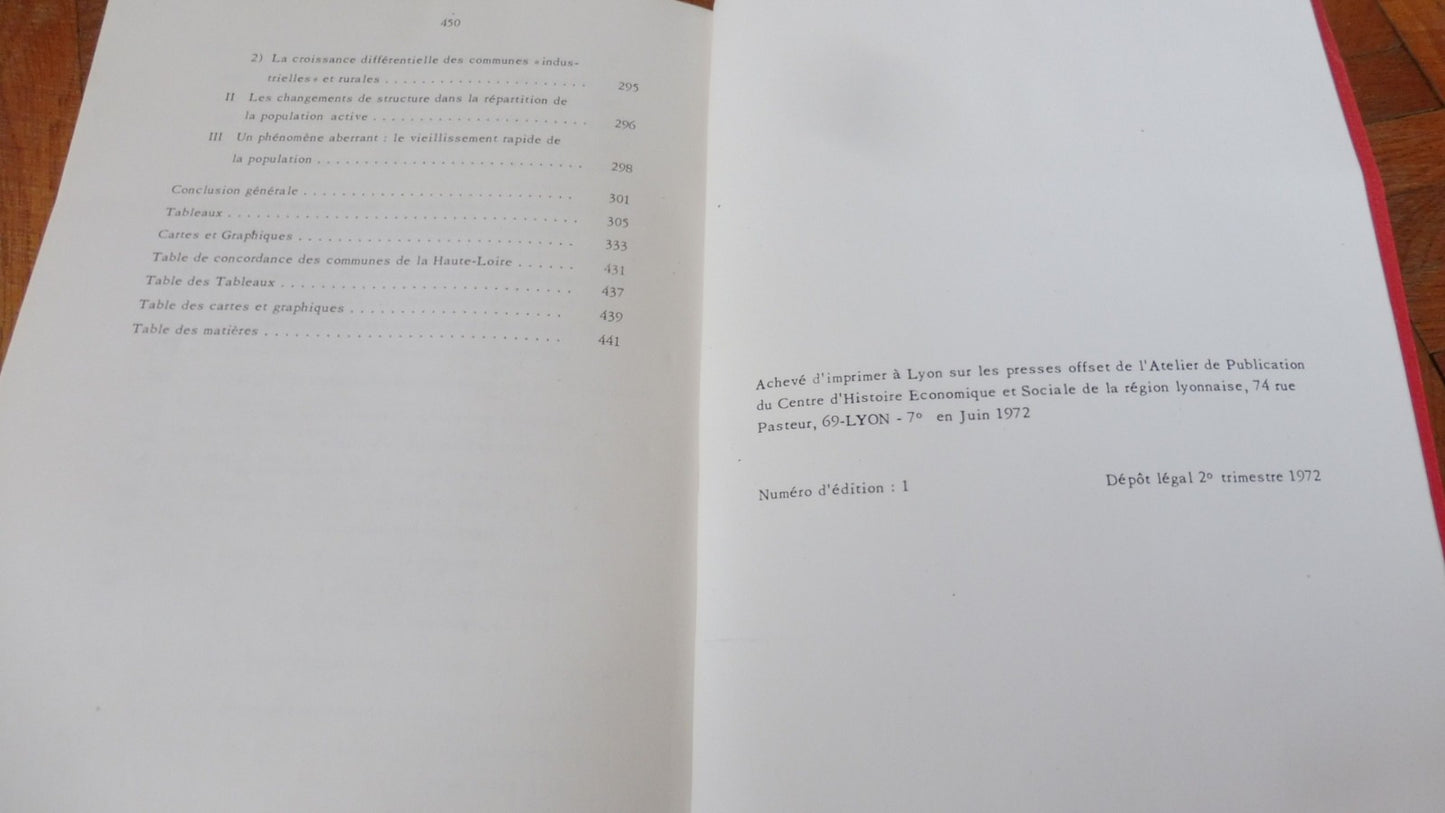 450
2) La croissance différentielle des communes «indus-
trielles» et rurales . . . . . . . . . . . . . . . . . . . . . . 295
II Les changements de structure dans la répartition de
la population active . . . . . . . . . . . . . . . . . . . . . . . 296
III Un phénomène aberrant : le vieillissement rapide de
la population . . . . . . . . . . . . . . . . . . . . . . . . . . . . 298
Conclusion générale . . . . . . . . . . . . . . . . . . . . . . . . . . . 301
Tableaux . . . . . . . . . . . . . . . . . . . . . . . . . . . . . . . . . . . 305
Cartes et Graphiques . . . . . . . . . . . . . . . . . . . . . . . . . . . 333
Table de concordance des communes de la Haute-Loire . . . . . . 431
Table des Tableaux . . . . . . . . . . . . . . . . . . . . . . . . . . . . . 437
Table des cartes et graphiques . . . . . . . . . . . . . . . . . . . . . 439
Table des matières . . . . . . . . . . . . . . . . . . . . . . . . . . . . . 441
Achevé d'imprimer à Lyon sur les presses offset de l'Atelier de Publication
du Centre d'Histoire Economique et Sociale de la région lyonnaise, 74 rue
Pasteur, 69-LYON - 7º en Juin 1972
Numéro d'édition : 1 Dépôt légal 2º trimestre 1972